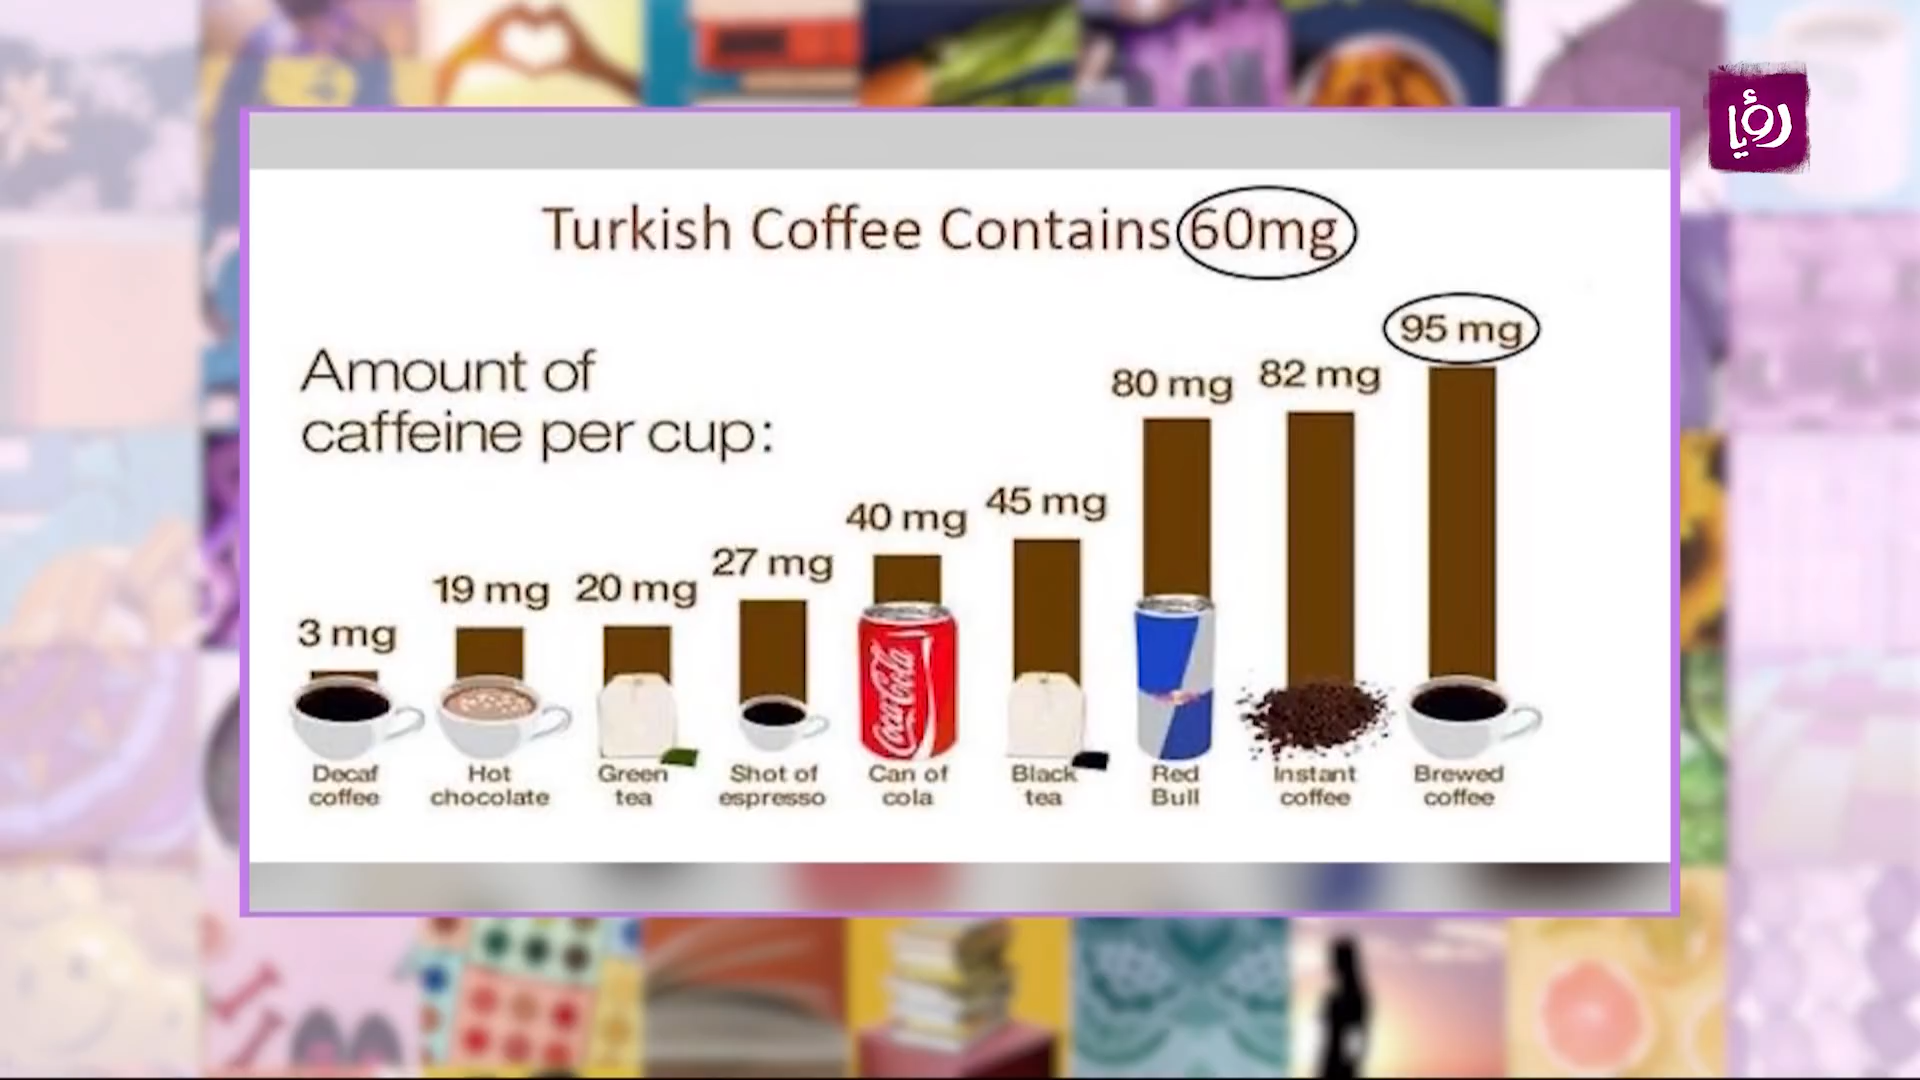 رؤيا
Turkish Coffee Contains 60mg
Amount of
caffeine per cup:
3 mg
19 mg
20 mg
27 mg
40 mg
45 mg
80 mg
82 mg
95 mg
Coca-Cola
Decaf
coffee
Hot
chocolate
Green
tea
Shot of
espresso
Can of
cola
Black
tea
Red
Bull
Instant
coffee
Brewed
coffee